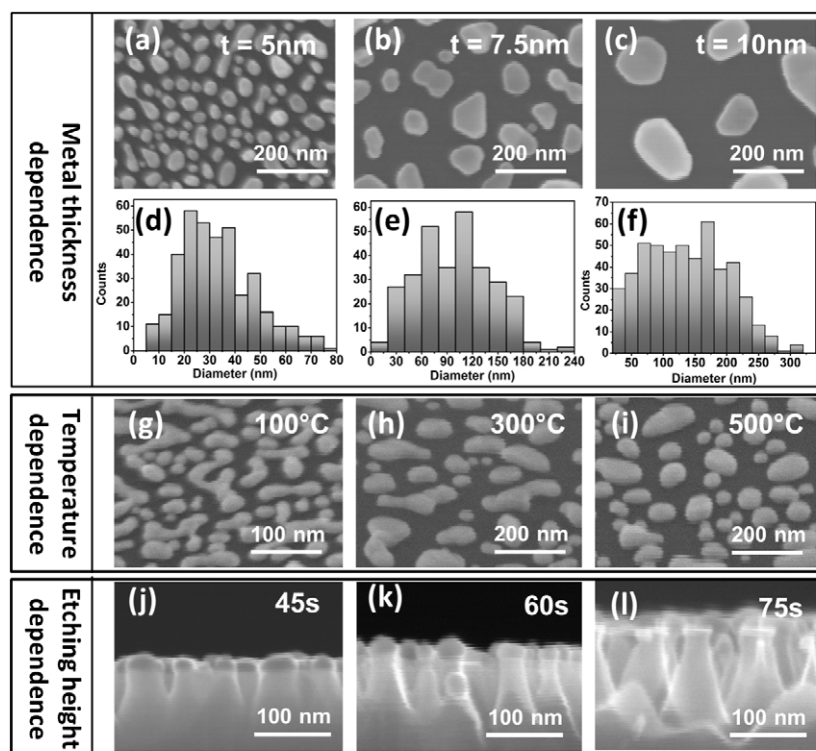 Metal thickness
dependence
(a) t = 5nm
200 nm
(b) t = 7.5nm
200 nm
(c) t = 10nm
200 nm
(d)
Counts
60
50
40
30
20
10
0
0 10 20 30 40 50 60 70 80
Diameter (nm)
(e)
60
50
40
30
20
10
0
0 30 60 90 120 150 180 210 240
Diameter (nm)
(f)
70
60
50
40
30
20
10
0
50 100 150 200 250 300
Diameter (nm)
Temperature
dependence
(g) 100°C
100 nm
(h) 300°C
200 nm
(i) 500°C
200 nm
Etching height
dependence
(j) 45s
100 nm
(k) 60s
100 nm
(l) 75s
100 nm